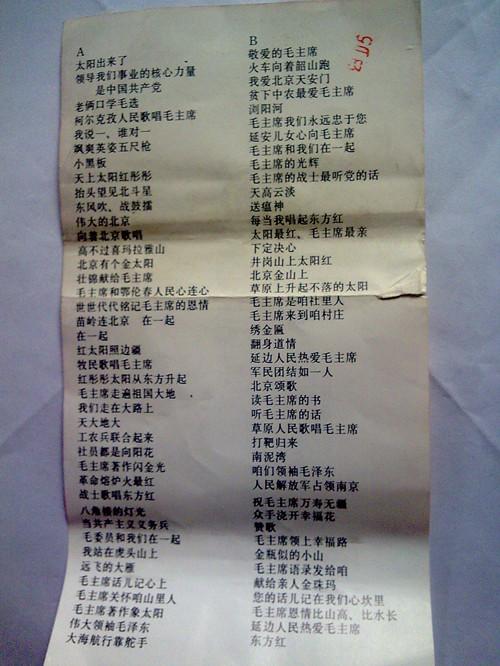 A
太阳出来了
领导我们事业的核心力量
是中国共产党
老俩口学毛选
柯尔克孜人民歌唱毛主席
我说一、谁对一
飒爽英姿五尺枪
小黑板
天上太阳红彤彤
抬头望见北斗星
东风吹、战鼓擂
伟大的北京
向着北京歌唱
高不过喜玛拉雅山
北京有个金太阳
壮锦献给毛主席
毛主席和鄂伦春人民心连心
世世代代铭记毛主席的恩情
苗岭连北京 在一起
在一起
红太阳照边疆
牧民歌唱毛主席
红彤彤太阳从东方升起
毛主席走遍祖国大地
我们走在大路上
天大地大
工农兵联合起来
社员都是向阳花
毛主席著作闪金光
革命熔炉火最红
战士歌唱东方红
八角楼的灯光
当共产主义义务兵
毛委员和我们在一起
我站在虎头山上
远飞的大雁
毛主席话儿记心上
毛主席关怀咱山里人
毛主席著作象太阳
伟大领袖毛泽东
大海航行靠舵手
B
敬爱的毛主席
火车向着韶山跑
我爱北京天安门
贫下中农最爱毛主席
浏阳河
毛主席我们永远忠于您
延安儿女心向毛主席
毛主席和我们在一起
毛主席的光辉
毛主席的战士最听党的话
天高云淡
送瘟神
每当我唱起东方红
太阳最红、毛主席最亲
下定决心
井岗山上太阳红
北京金山上
草原上升起不落的太阳
毛主席是咱社里人
毛主席来到咱村庄
绣金匾
翻身道情
延边人民热爱毛主席
军民团结如一人
北京颂歌
读毛主席的书
听毛主席的话
草原人民歌唱毛主席
打靶归来
南泥湾
咱们领袖毛泽东
人民解放军占领南京
祝毛主席万寿无疆
众手浇开幸福花
赞歌
毛主席领上幸福路
金瓶似的小山
毛主席语录发给咱
献给亲人金珠玛
您的话儿记在我们心坎里
毛主席恩情比山高、比水长
延边人民热爱毛主席
东方红